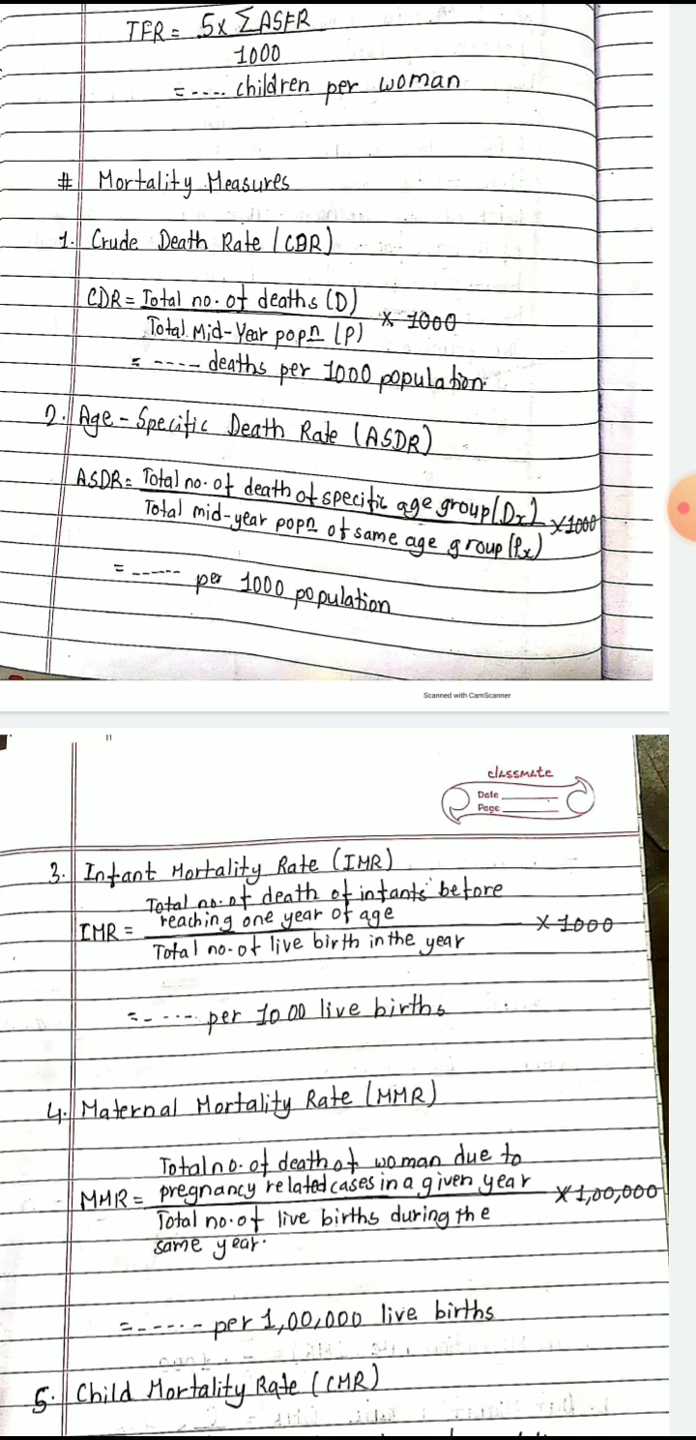 TFR = 5x ΣASFR
1000
= .... children per woman
# Mortality Measures
1. Crude Death Rate (CDR)
CDR = Total no. of deaths (D) × 1000
Total Mid-Year popn (P)
= ---- deaths per 1000 population.
2. Age-Specific Death Rate (ASDR)
ASDR = Total no. of death of specific age group (Dx) ×1000
Total mid-year popn of same age group (Px)
= ------ per 1000 population
Scanned with CamScanner
classmate
Date
Page
3. Infant Mortality Rate (IMR)
Total no. of death of infants before
reaching one year of age
IMR = × 1000
Total no. of live birth in the year
= - ---- per 1000 live births
4. Maternal Mortality Rate (MMR)
Total no. of death of woman due to
MMR = pregnancy related cases in a given year × 1,00,000
Total no. of live births during the
same year.
= ------ per 1,00,000 live births
5. Child Mortality Rate (CMR)